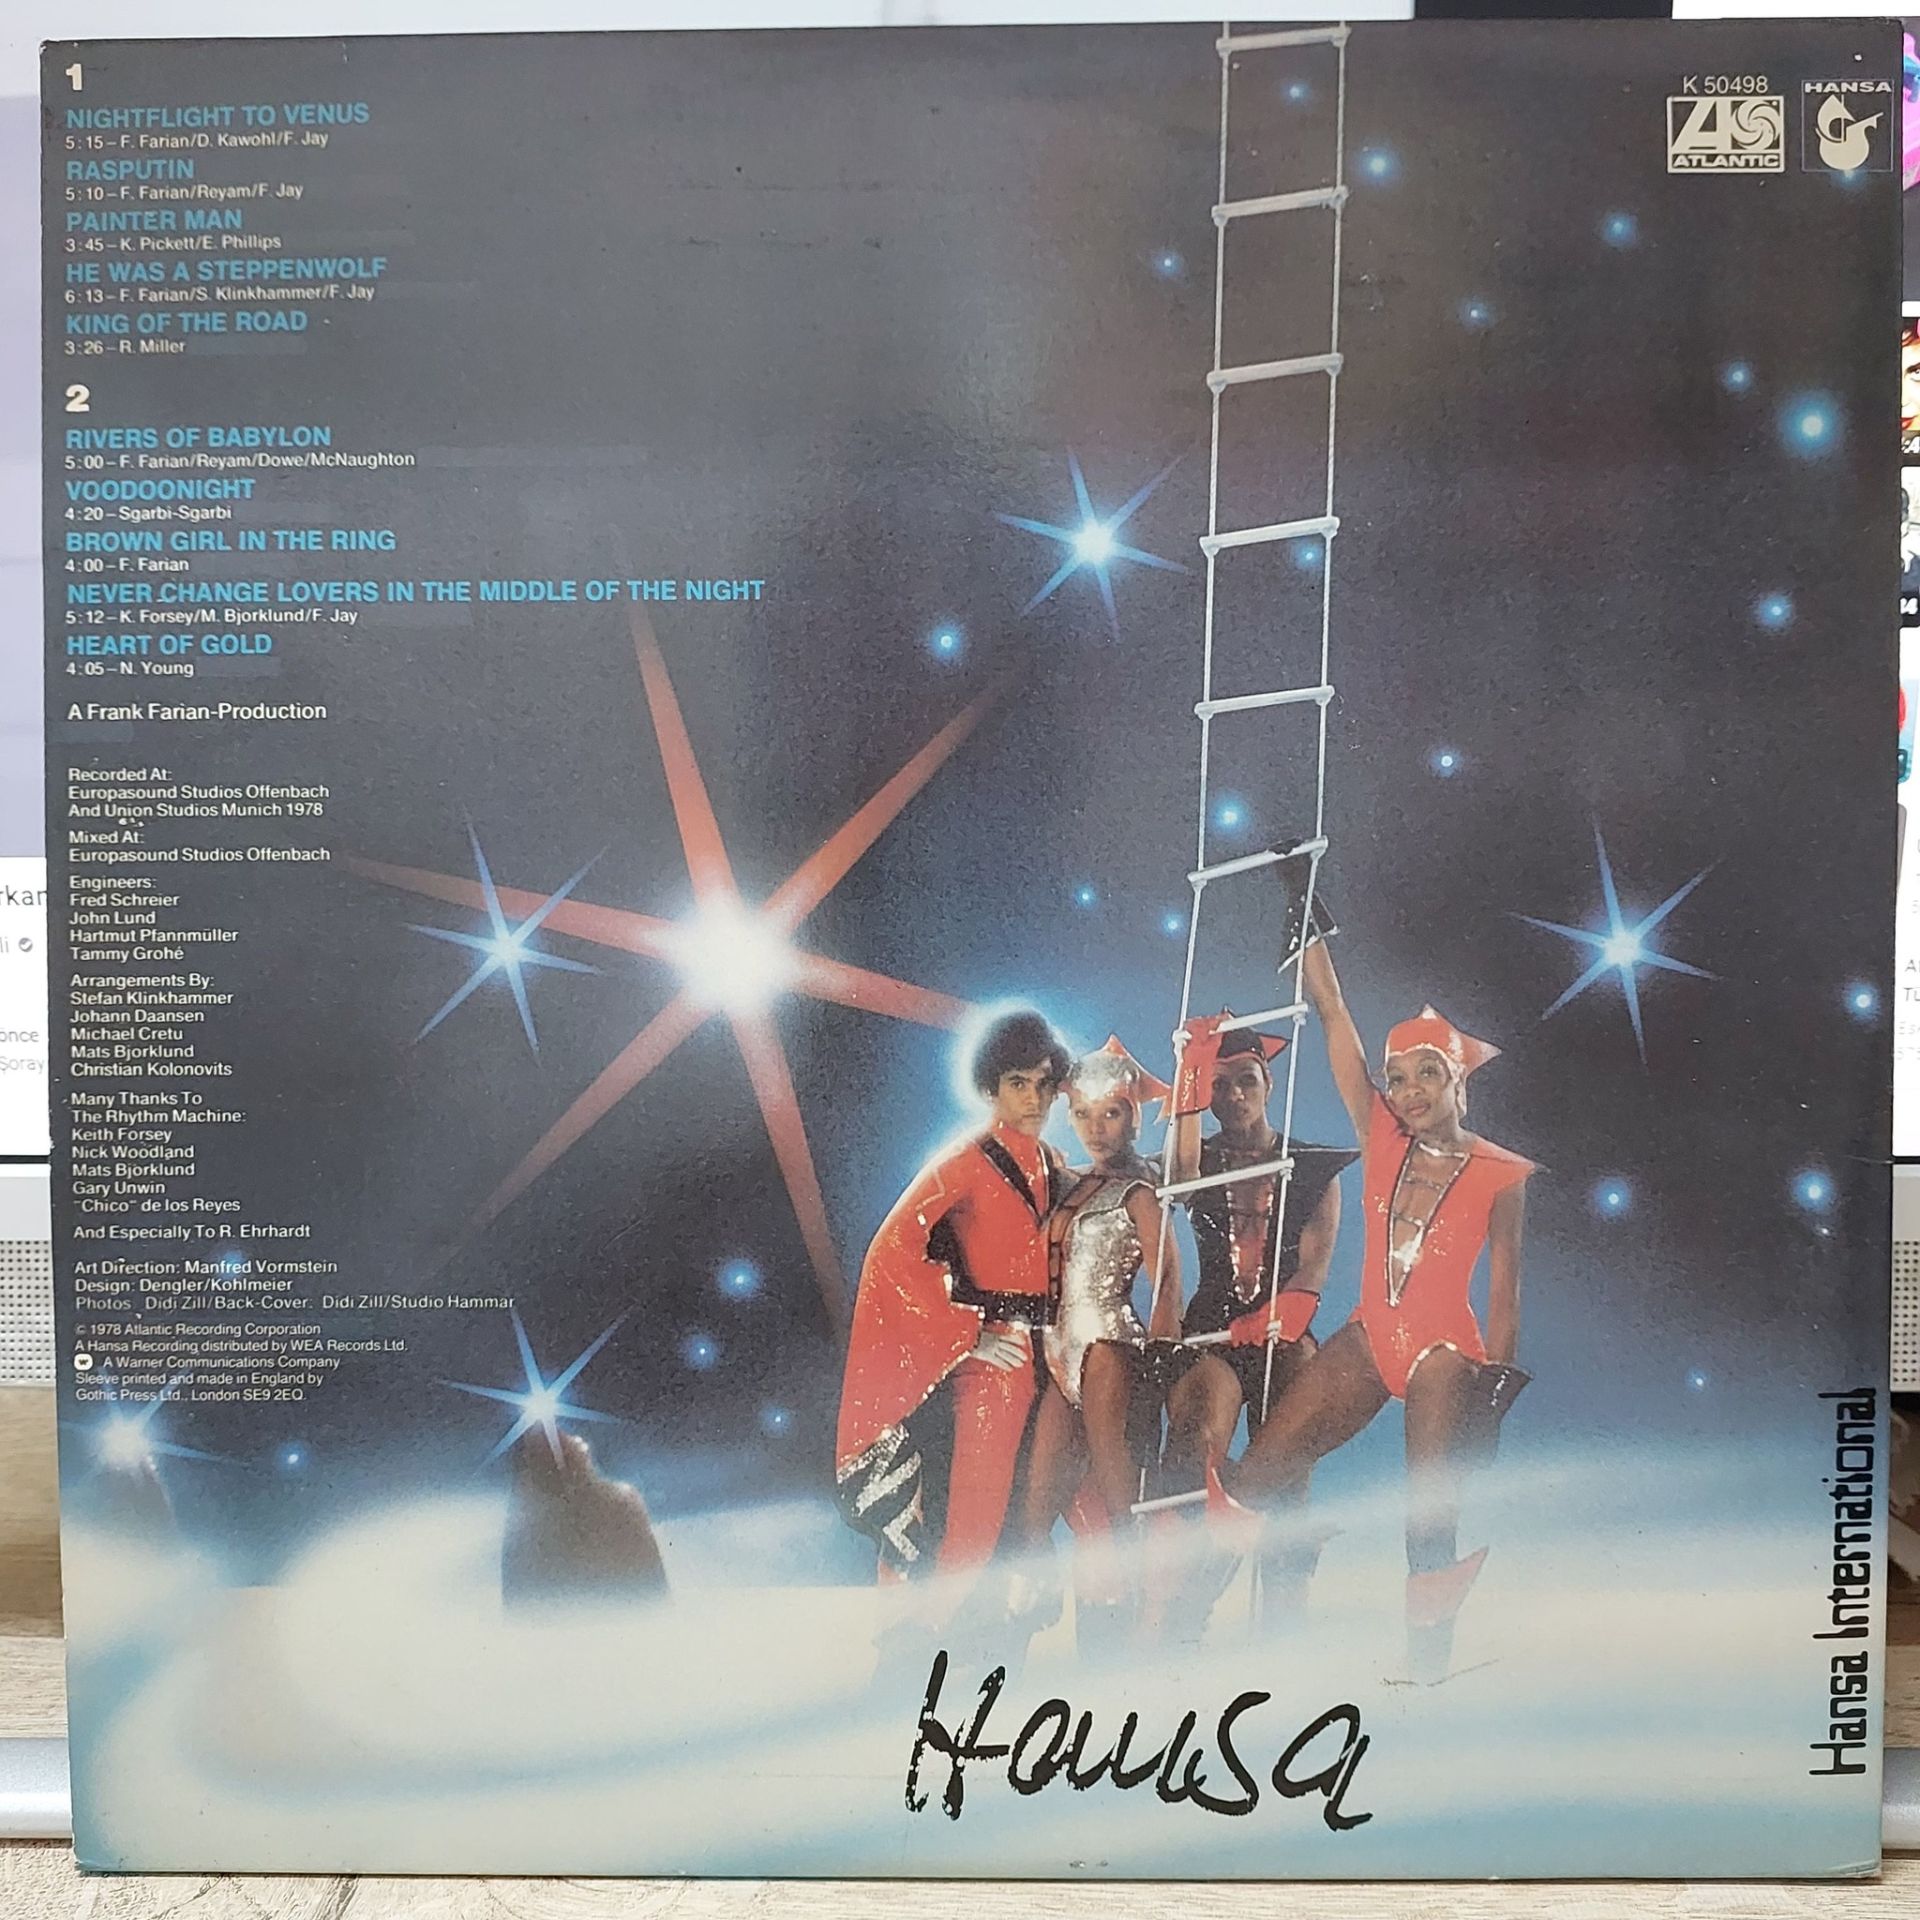 1
NIGHTFLIGHT TO VENUS
5:15 – F. Farian/D. Kawohl/F. Jay
RASPUTIN
5:10 – F. Farian/Reyam/F. Jay
PAINTER MAN
3:45 – K. Pickett/E. Phillips
HE WAS A STEPPENWOLF
6:13 – F. Farian/S. Klinkhammer/F. Jay
KING OF THE ROAD
3:26 – R. Miller
2
RIVERS OF BABYLON
5:00 – F. Farian/Reyam/Dowe/McNaughton
VOODOONIGHT
4:20 – Sgarbi-Sgarbi
BROWN GIRL IN THE RING
4:00 – F. Farian
NEVER CHANGE LOVERS IN THE MIDDLE OF THE NIGHT
5:12 – K. Forsey/M. Bjorklund/F. Jay
HEART OF GOLD
4:05 – N. Young
A Frank Farian-Production
Recorded At:
Europasound Studios Offenbach
And Union Studios Munich 1978
Mixed At:
Europasound Studios Offenbach
Engineers:
Fred Schreier
John Lund
Hartmut Pfannmüller
Tammy Grohé
Arrangements By:
Stefan Klinkhammer
Johann Daansen
Michael Cretu
Mats Bjorklund
Christian Kolonovits
Many Thanks To
The Rhythm Machine:
Keith Forsey
Nick Woodland
Mats Björklund
Gary Unwin
"Chico" de los Reyes
And Especially To R. Ehrhardt
Art Direction: Manfred Vormstein
Design: Dengler/Kohlmeier
Photos Didi Zill/Back-Cover: Didi Zill/Studio Hammar
© 1978 Atlantic Recording Corporation
A Hansa Recording distributed by WEA Records Ltd.
A Warner Communications Company
Sleeve printed and made in England by
Gothic Press Ltd., London SE9 2EQ.
K 50498
ATLANTIC
HANSA
Hansa
Hansa International
önce
Şoray